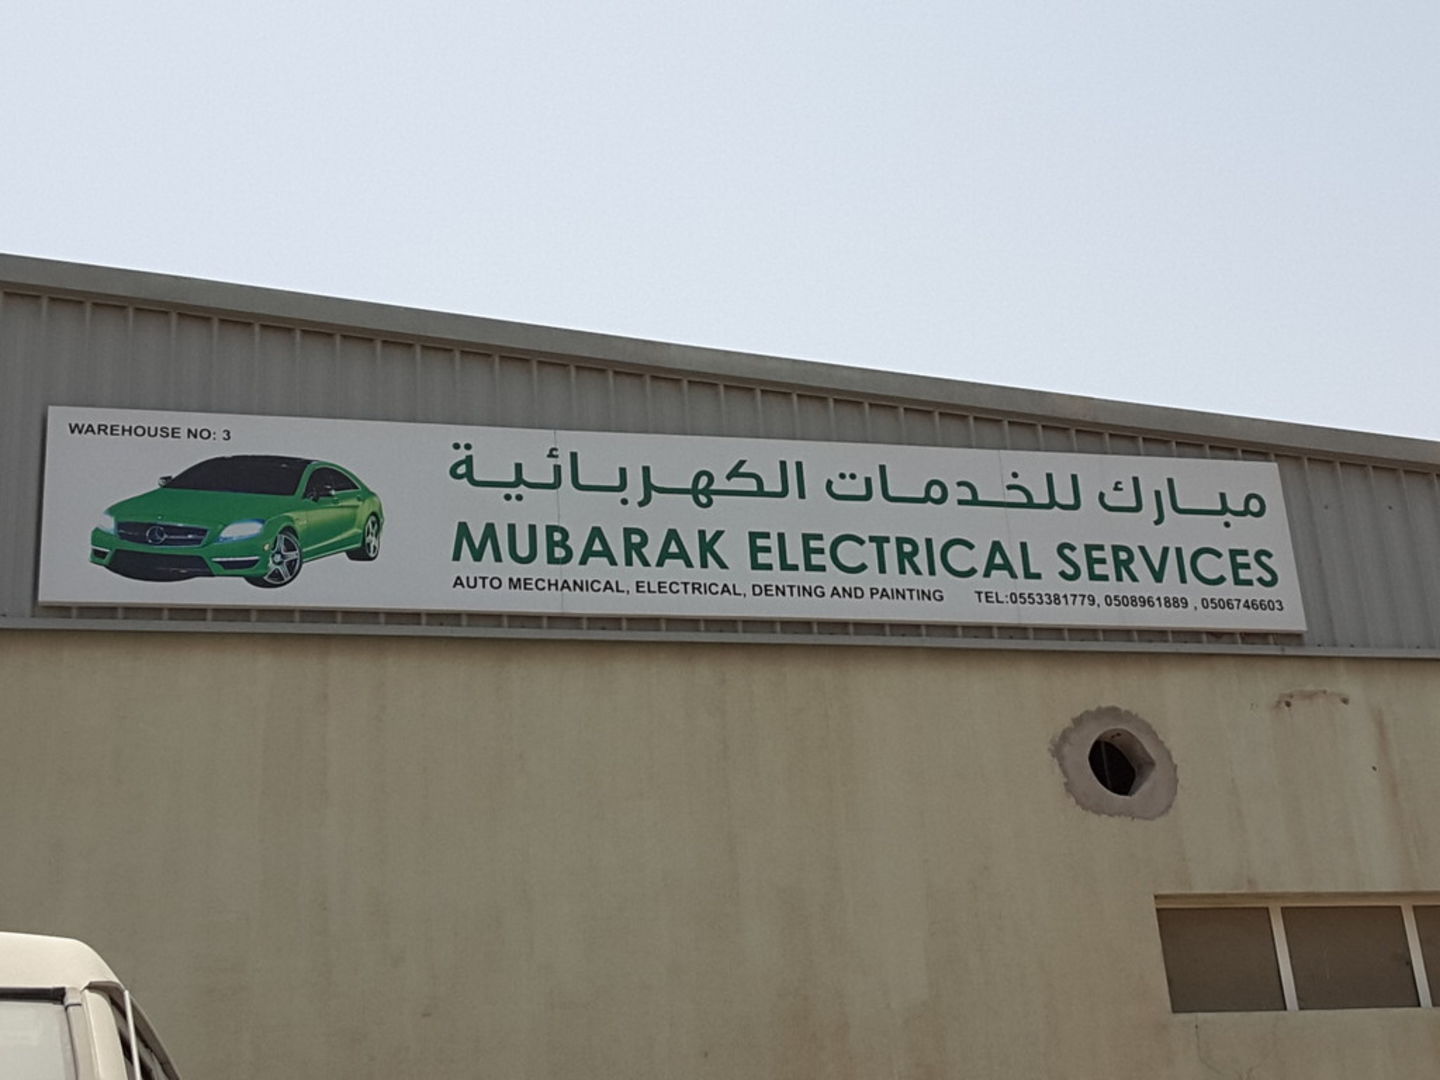 WAREHOUSE NO: 3
مبارك للخدمات الكهربائية
MUBARAK ELECTRICAL SERVICES
AUTO MECHANICAL, ELECTRICAL, DENTING AND PAINTING TEL:0553381779, 0508961889 , 0506746603